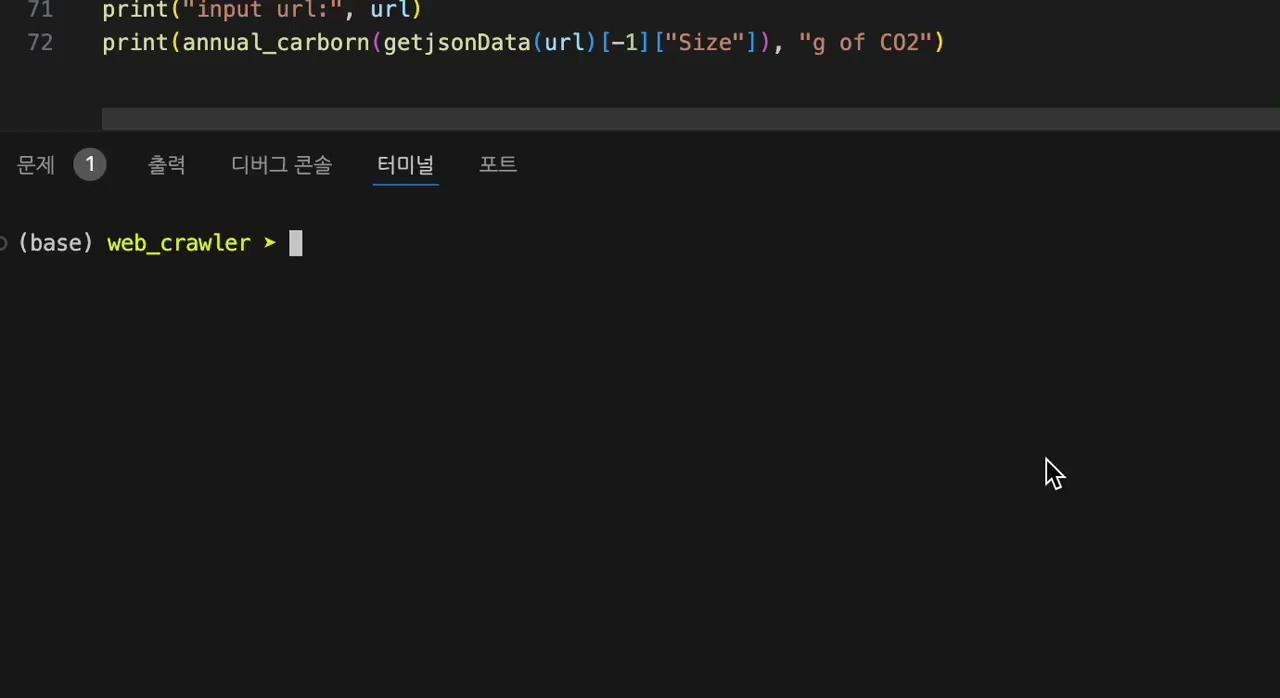 71 print("input url:", url)
72 print(annual_carborn(getjsonData(url)[-1]["Size"]), "g of CO2")
문제 1 출력 디버그 콘솔 터미널 포트
(base) web_crawler ➤